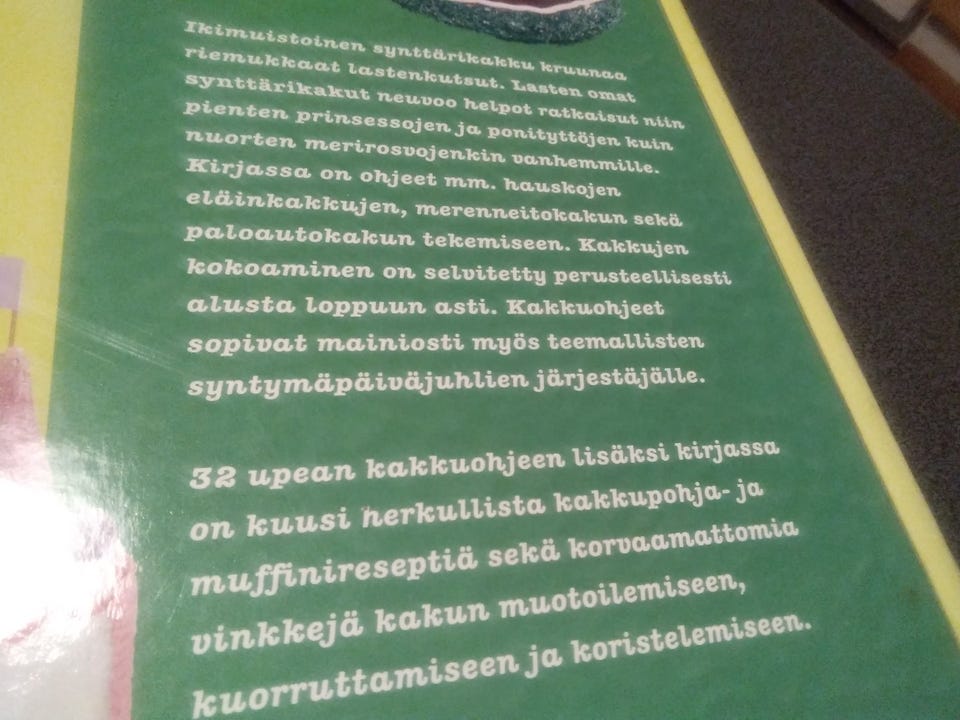 Ikimuistoinen synttärikakku kruunaa
riemukkaat lastenkutsut. Lasten omat
synttärikakut neuvoo helpot ratkaisut niin
pienten prinsessojen ja ponityttöjen kuin
nuorten merirosvojenkin vanhemmille.
Kirjassa on ohjeet mm. hauskojen
eläinkakkujen, merenneitokakun sekä
paloautokakun tekemiseen. Kakkujen
kokoaminen on selvitetty perusteellisesti
alusta loppuun asti. Kakkuohjeet
sopivat mainiosti myös teemallisten
syntymäpäiväjuhlien järjestäjälle.
32 upean kakkuohjeen lisäksi kirjassa
on kuusi herkullista kakkupohja- ja
muffinireseptiä sekä korvaamattomia
vinkkejä kakun muotoilemiseen,
kuorruttamiseen ja koristelemiseen.